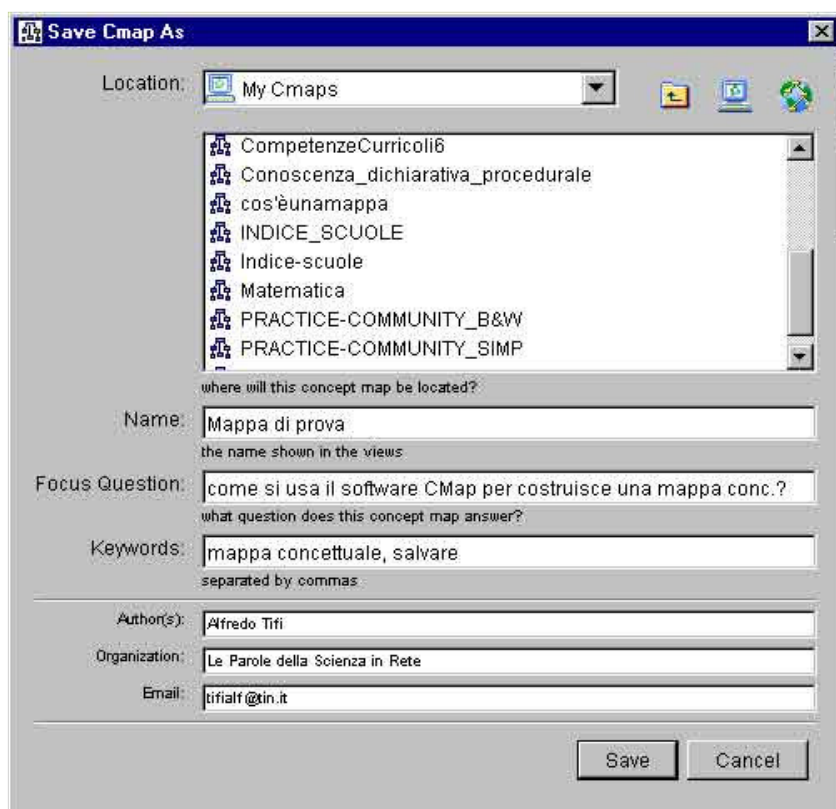 Save Cmap As
Location: My Cmaps
CompetenzeCurricoli6
Conoscenza_dichiarativa_procedurale
cos'èunamappa
INDICE_SCUOLE
Indice-scuole
Matematica
PRACTICE-COMMUNITY_B&W
PRACTICE-COMMUNITY_SIMP
where will this concept map be located?
Name: Mappa di prova
the name shown in the views
Focus Question: come si usa il software CMap per costruisce una mappa conc.?
what question does this concept map answer?
Keywords: mappa concettuale, salvare
separated by commas
Author(s): Alfredo Tifi
Organization: Le Parole della Scienza in Rete
Email: tifialf@tin.it
Save Cancel